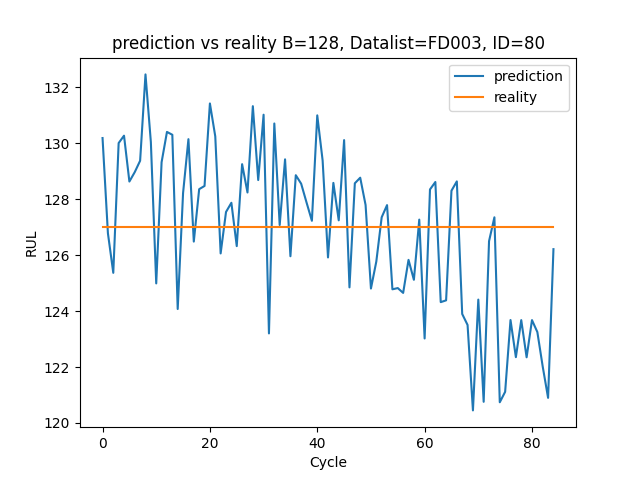 prediction vs reality B=128, Datalist=FD003, ID=80
prediction
reality
132
130
128
126
124
122
120
RUL
0
20
40
60
80
Cycle